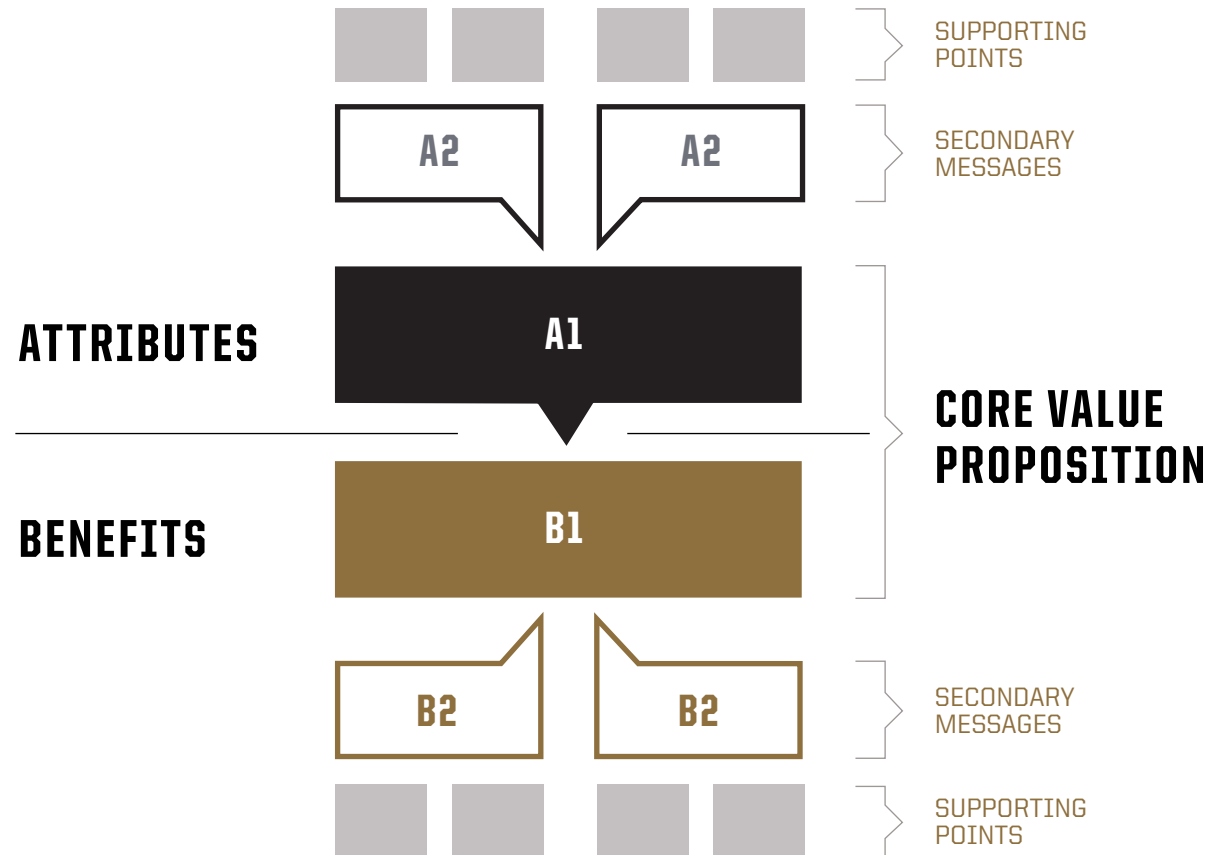 SUPPORTING
POINTS
A2
A2
SECONDARY
MESSAGES
ATTRIBUTES
A1
CORE VALUE
PROPOSITION
BENEFITS
B1
B2
B2
SECONDARY
MESSAGES
SUPPORTING
POINTS